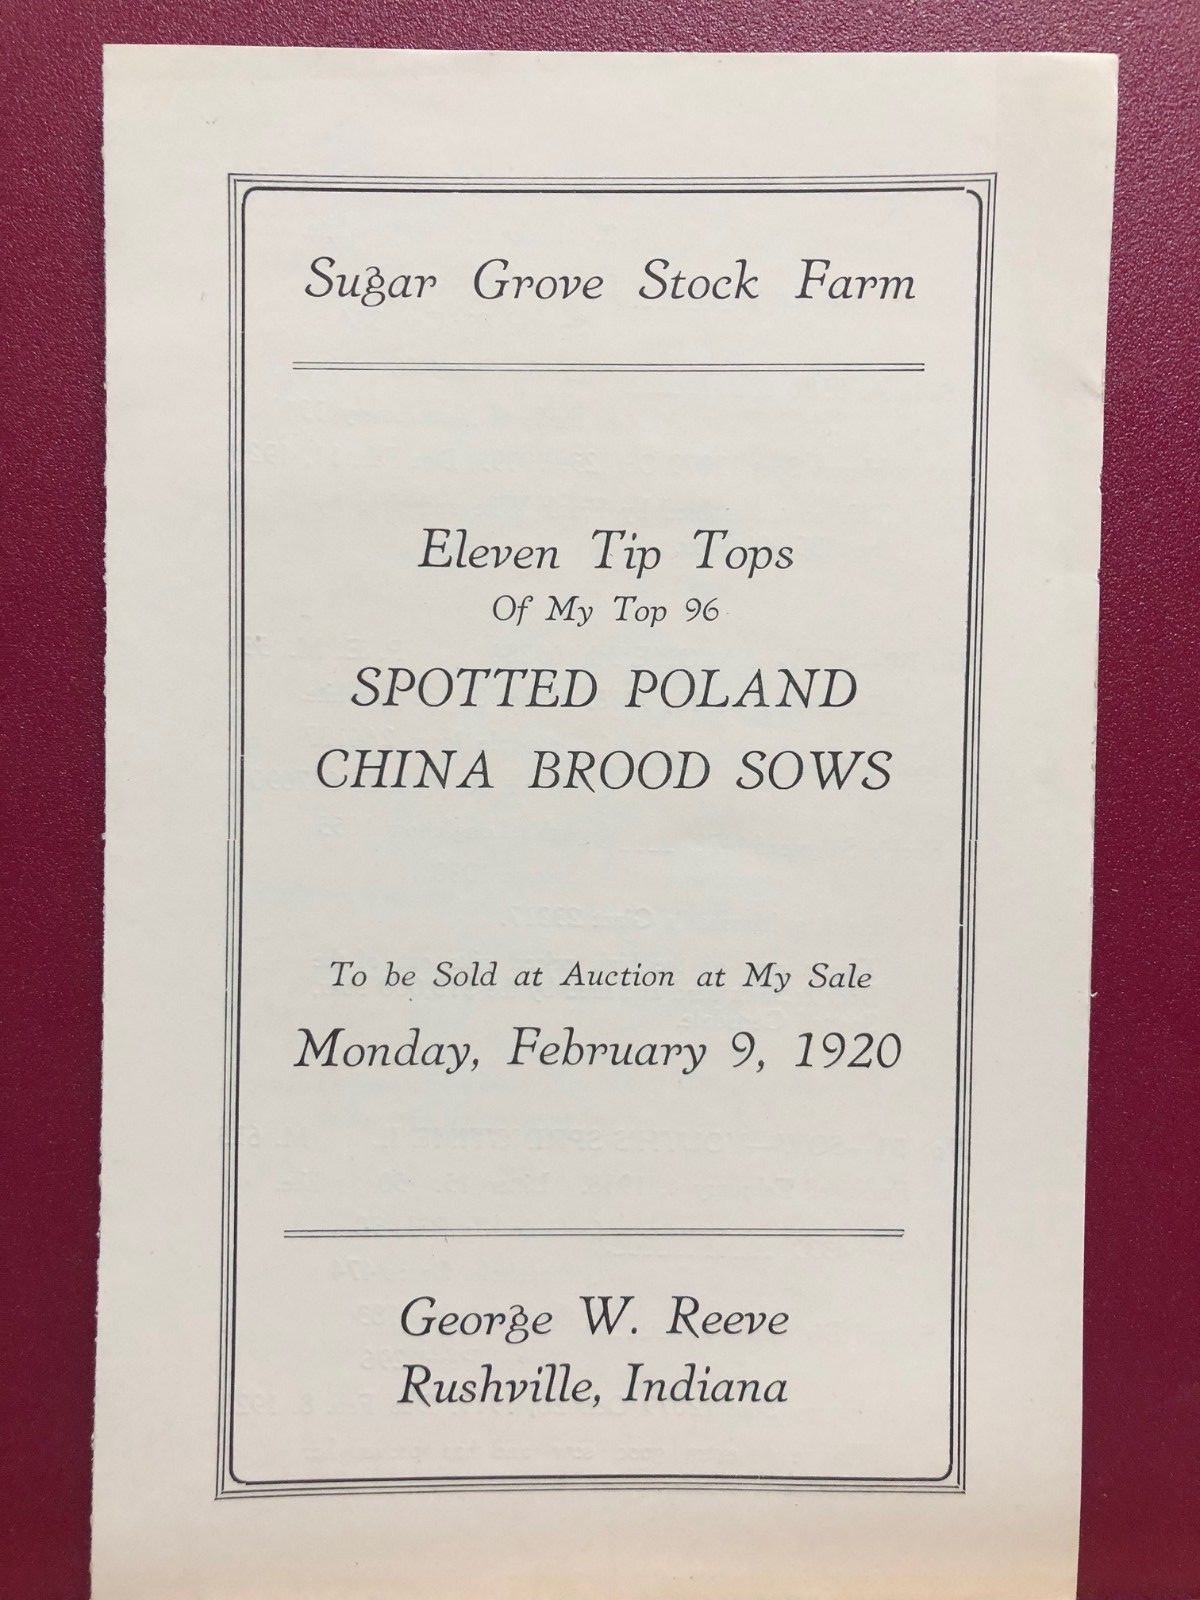 Sugar Grove Stock Farm
Eleven Tip Tops
Of My Top 96
SPOTTED POLAND
CHINA BROOD SOWS
To be Sold at Auction at My Sale
Monday, February 9, 1920
George W. Reeve
Rushville, Indiana